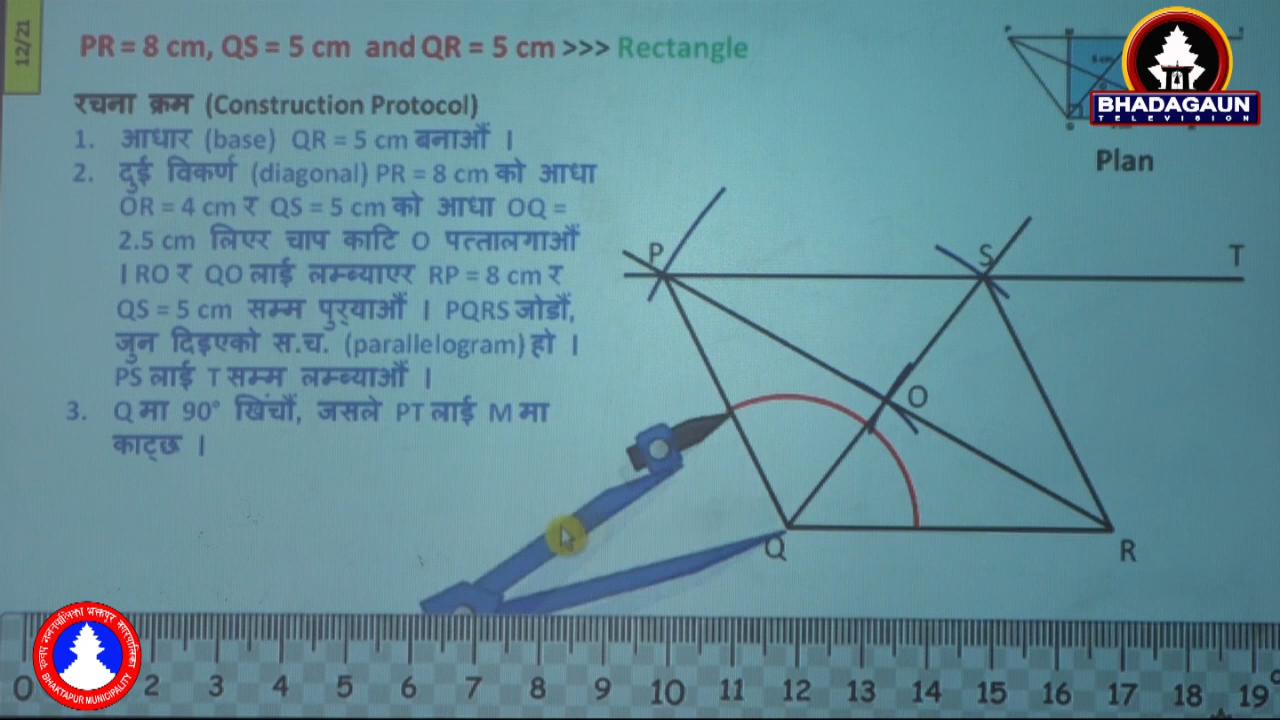 12/21
PR = 8 cm, QS = 5 cm and QR = 5 cm >>> Rectangle
रचना क्रम (Construction Protocol)
1. आधार (base) QR = 5 cm बनाऔं ।
2. दुई विकर्ण (diagonal) PR = 8 cm को आधा
OR = 4 cm र QS = 5 cm को आधा OQ =
2.5 cm लिएर चाप काटि O पत्तालगाऔं
। RO र QO लाई लम्ब्याएर RP = 8 cm र
QS = 5 cm सम्म पुर्‍याऔं । PQRS जोडौं,
जुन दिइएको स.च. (parallelogram) हो ।
PS लाई T सम्म लम्ब्याऔं ।
3. Q मा 90° खिंचौं, जसले PT लाई M मा
काट्छ ।
BHADAGAUN
TELEVISION
Plan
P
S
T
O
Q
R
0 2 3 4 5 6 7 8 9 10 11 12 13 14 15 16 17 18 19
BHAKTAPUR MUNICIPALITY